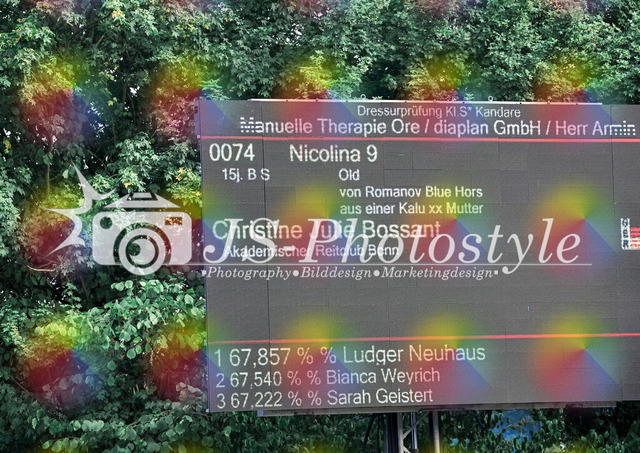 Dressurprüfung Kl.S* Kandare
Manuelle Therapie Ore / diaplan GmbH / Herr Armin
0074 Nicolina 9
15j. B S Old
von Romanov Blue Hors
aus einer Kalu xx Mutter
Christine Julie Bossant
Akademischer Reitclub Bonn
JS-Photostyle
•Photography•Bilddesign•Marketingdesign•
1 67,857 % % Ludger Neuhaus
2 67,540 % % Bianca Weyrich
3 67,222 % % Sarah Geistert